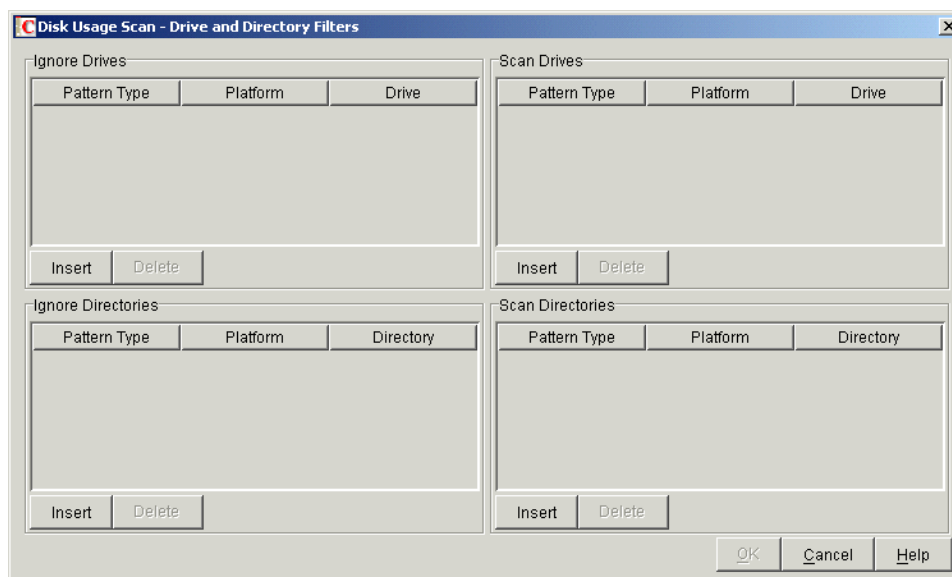 Disk Usage Scan - Drive and Directory Filters
Ignore Drives
Pattern Type Platform Drive
Insert Delete
Scan Drives
Pattern Type Platform Drive
Insert Delete
Ignore Directories
Pattern Type Platform Directory
Insert Delete
Scan Directories
Pattern Type Platform Directory
Insert Delete
OK Cancel Help